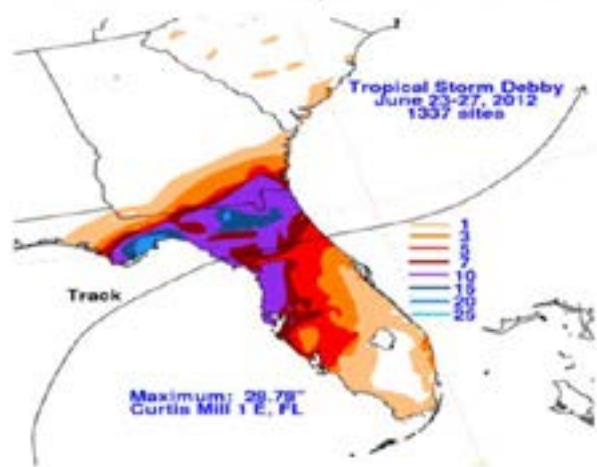 Tropical Storm Debby
June 23-27, 2012
1337 sites
1
3
5
7
10
15
20
25
Track
Maximum: 28.78"
Curtis Mill 1 E, FL